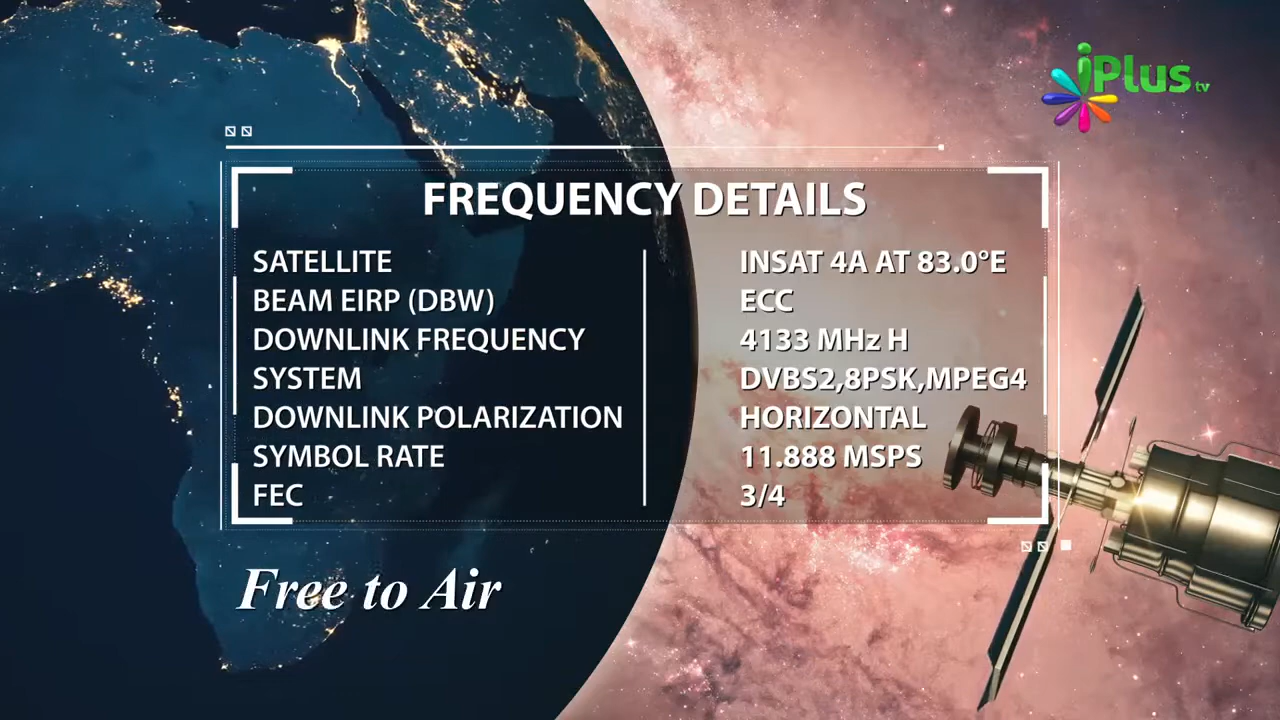 iPlus tv
FREQUENCY DETAILS
SATELLITE INSAT 4A AT 83.0°E
BEAM EIRP (DBW) ECC
DOWNLINK FREQUENCY 4133 MHz H
SYSTEM DVBS2,8PSK,MPEG4
DOWNLINK POLARIZATION HORIZONTAL
SYMBOL RATE 11.888 MSPS
FEC 3/4
Free to Air